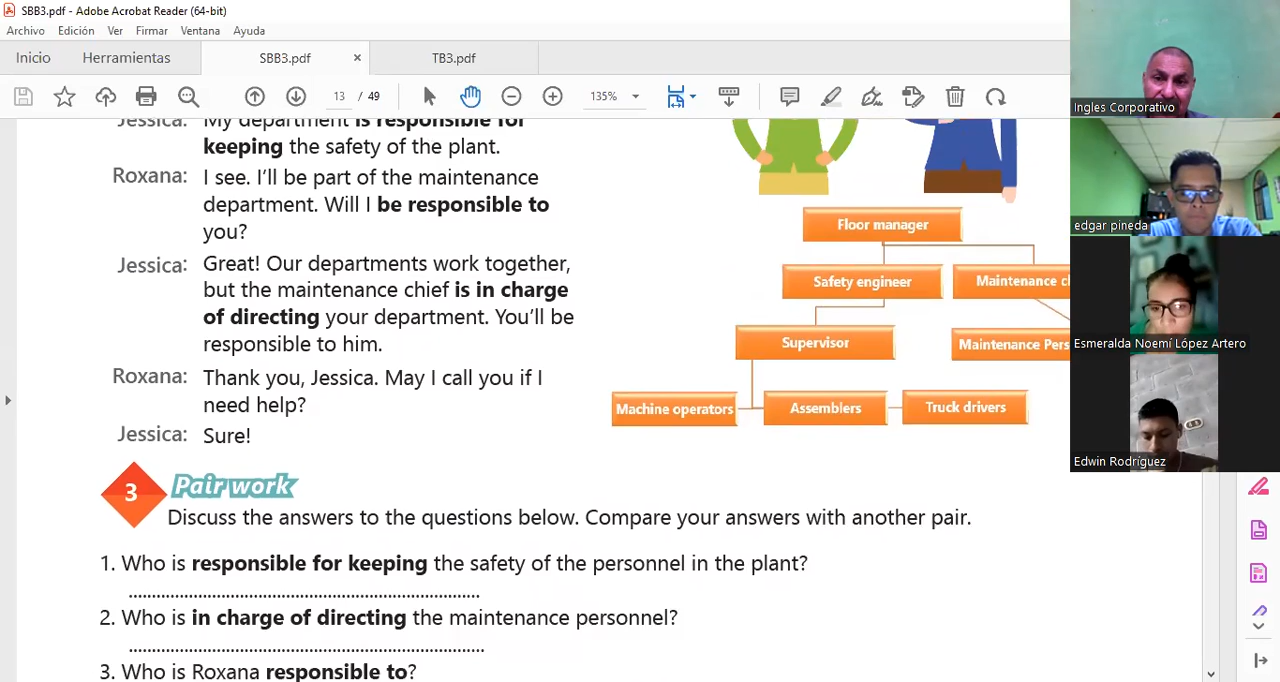 SBB3.pdf - Adobe Acrobat Reader (64-bit)
Archivo Edición Ver Firmar Ventana Ayuda
Inicio Herramientas SBB3.pdf × TB3.pdf
13 / 49 135%
Jessica: My department is responsible for
keeping the safety of the plant.
Roxana: I see. I'll be part of the maintenance
department. Will I be responsible to
you?
Jessica: Great! Our departments work together,
but the maintenance chief is in charge
of directing your department. You'll be
responsible to him.
Roxana: Thank you, Jessica. May I call you if I
need help?
Jessica: Sure!
Floor manager
Safety engineer Maintenance
Supervisor Maintenance
Machine operators Assemblers Truck drivers
3 Pair work
Discuss the answers to the questions below. Compare your answers with another pair.
1. Who is responsible for keeping the safety of the personnel in the plant?
2. Who is in charge of directing the maintenance personnel?
3. Who is Roxana responsible to?
Ingles Corporativo
edgar pineda
Esmeralda Noemí López Artero
Edwin Rodríguez